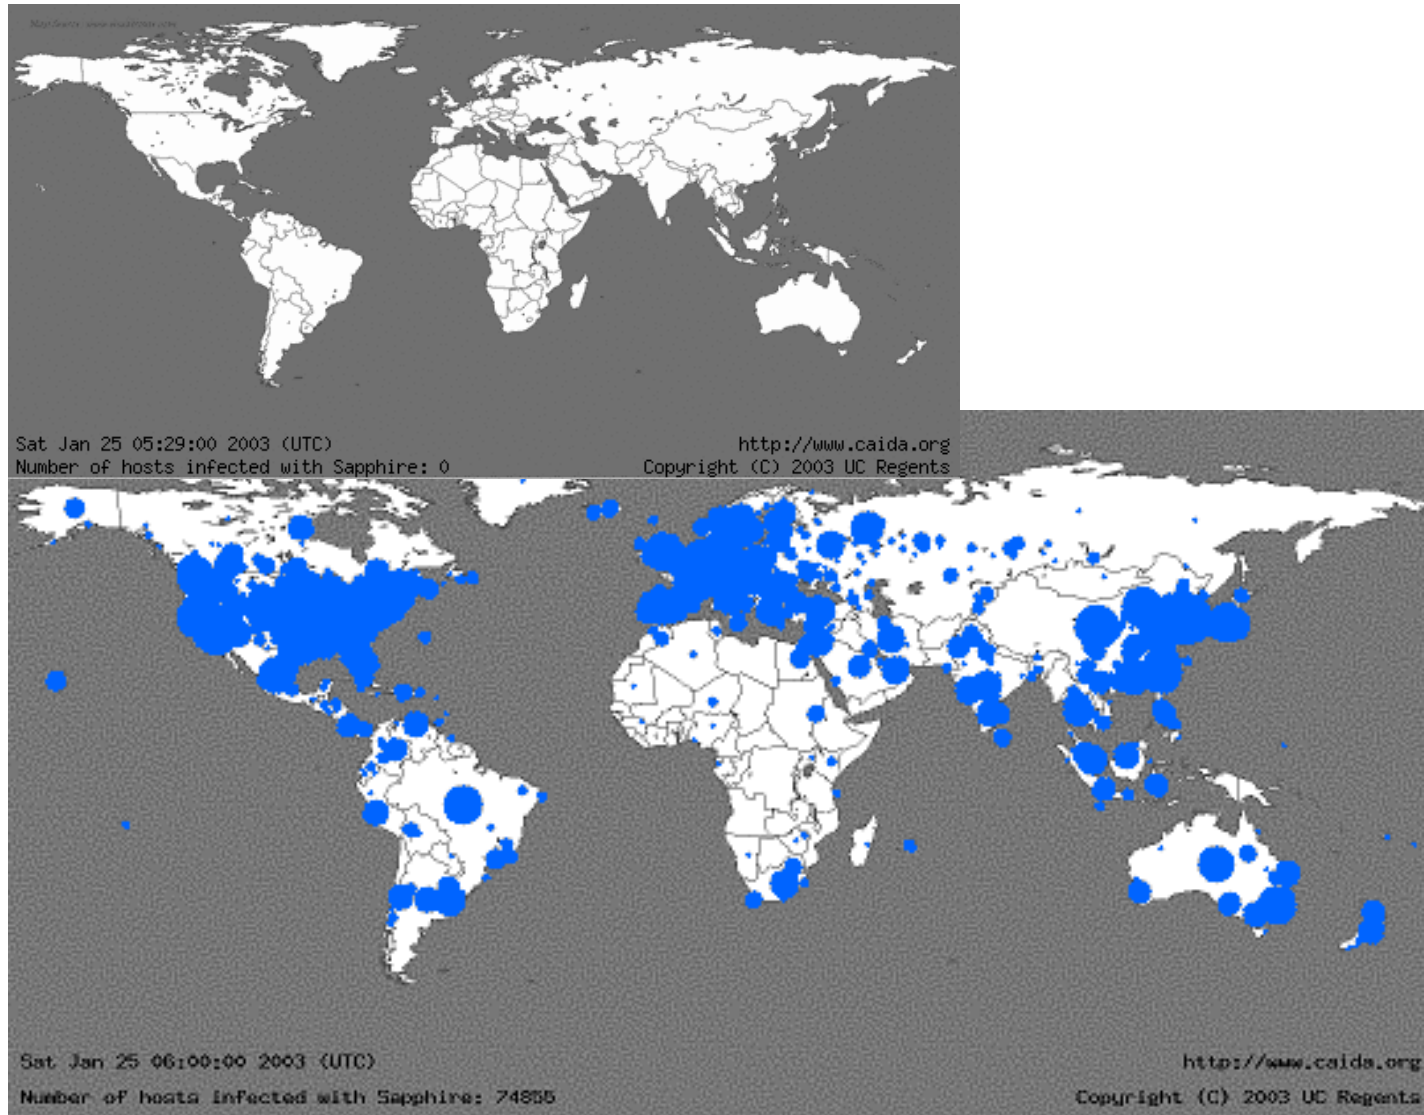 Sat Jan 25 05:29:00 2003 (UTC)
http://www.caida.org
Number of hosts infected with Sapphire: 0
Copyright (C) 2003 UC Regents
Sat Jan 25 06:00:00 2003 (UTC)
http://www.caida.org
Number of hosts infected with Sapphire: 74855
Copyright (C) 2003 UC Regents